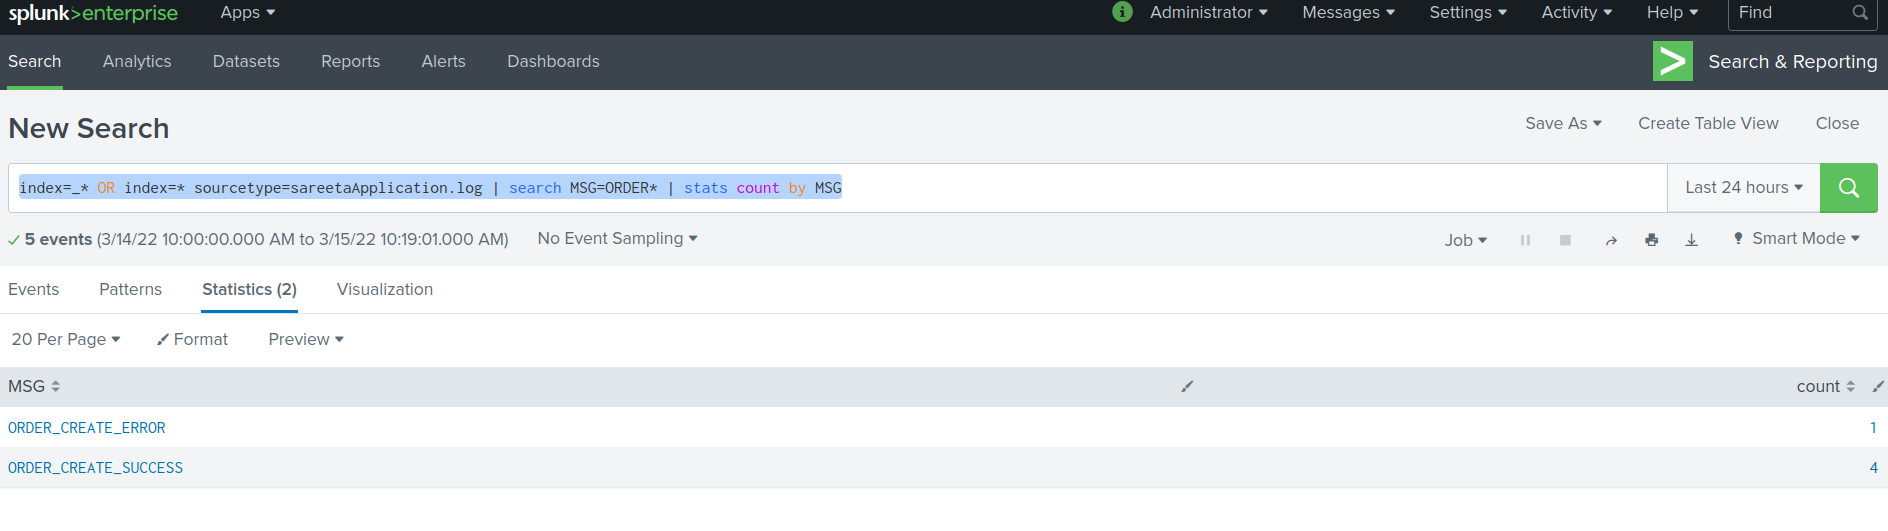 splunk>enterprise Apps Administrator Messages Settings Activity Help Find
Search Analytics Datasets Reports Alerts Dashboards Search & Reporting
New Search Save As Create Table View Close
index=_* OR index=* sourcetype=sareetaApplication.log | search MSG=ORDER* | stats count by MSG Last 24 hours
5 events (3/14/22 10:00:00.000 AM to 3/15/22 10:19:01.000 AM) No Event Sampling Job Smart Mode
Events Patterns Statistics (2) Visualization
20 Per Page Format Preview
MSG count
ORDER_CREATE_ERROR 1
ORDER_CREATE_SUCCESS 4